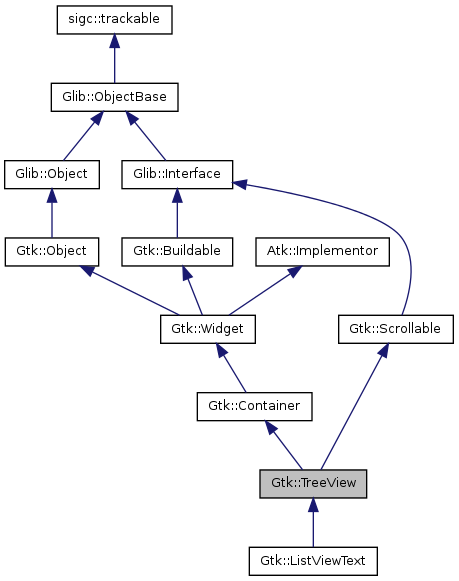 sigc::trackable
Glib::ObjectBase
Glib::Object
Glib::Interface
Gtk::Object
Gtk::Buildable
Atk::Implementor
Gtk::Widget
Gtk::Scrollable
Gtk::Container
Gtk::TreeView
Gtk::ListViewText